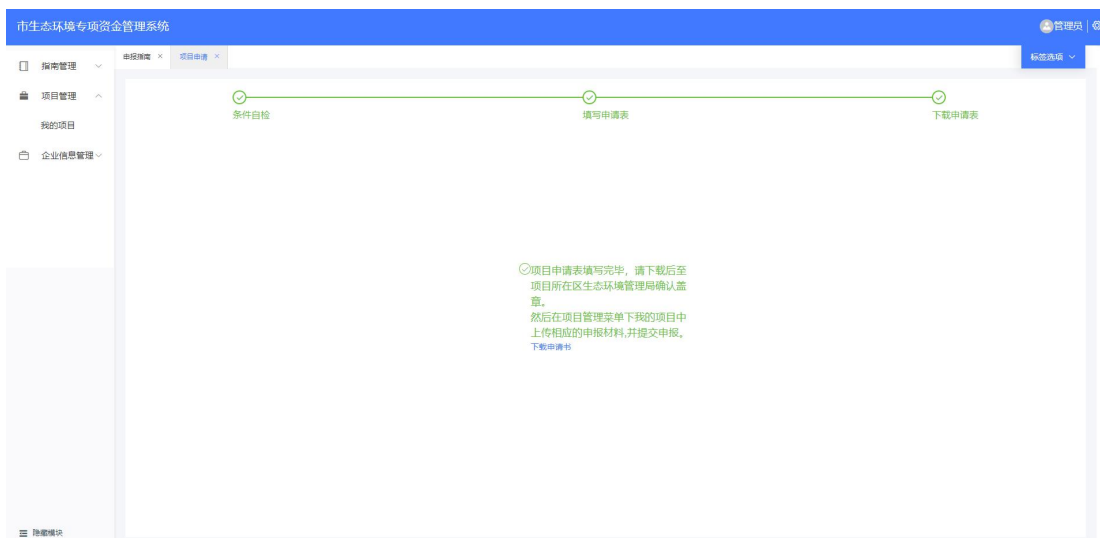 市生态环境专项资金管理系统
管理员
指南管理
项目管理
我的项目
企业信息管理
隐藏模块
申报指南 ×
项目申请 ×
标签选项
条件自检
填写申请表
下载申请表
项目申请表填写完毕，请下载后至
项目所在区生态环境管理局确认盖
章。
然后在项目管理菜单下我的项目中
上传相应的申报材料,并提交申报。
下载申请书